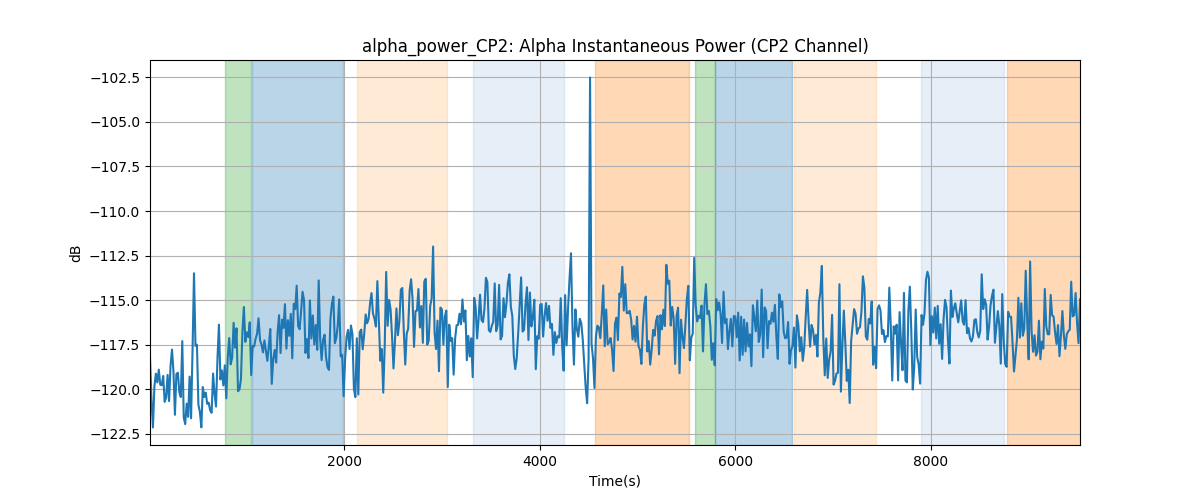 alpha_power_CP2: Alpha Instantaneous Power (CP2 Channel)
−102.5
−105.0
−107.5
−110.0
−112.5
−115.0
−117.5
−120.0
−122.5
dB
2000 4000 6000 8000
Time(s)